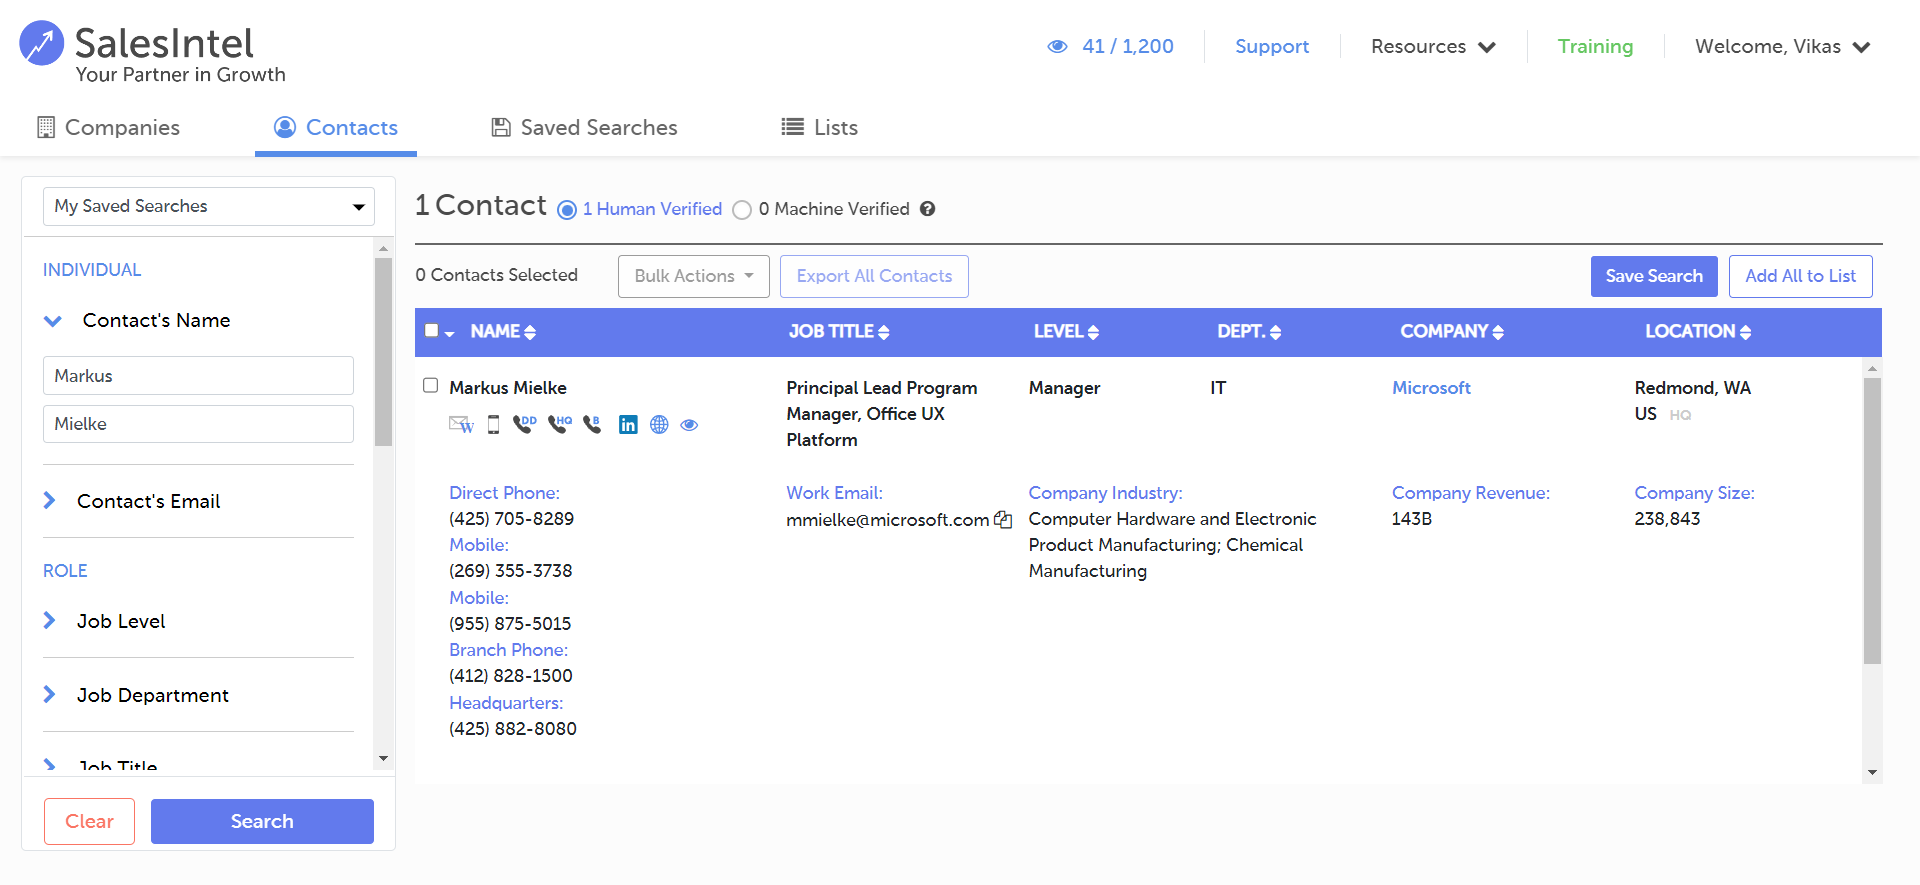 SalesIntel
Your Partner in Growth
41 / 1,200
Support
Resources
Training
Welcome, Vikas
Companies
Contacts
Saved Searches
Lists
My Saved Searches
INDIVIDUAL
Contact's Name
Markus
Mielke
Contact's Email
ROLE
Job Level
Job Department
Job Title
Clear
Search
1 Contact
1 Human Verified
0 Machine Verified
?
0 Contacts Selected
Bulk Actions
Export All Contacts
Save Search
Add All to List
NAME
JOB TITLE
LEVEL
DEPT.
COMPANY
LOCATION
Markus Mielke
W
DD
HQ
B
in
Principal Lead Program
Manager, Office UX
Platform
Manager
IT
Microsoft
Redmond, WA
US HQ
Direct Phone:
(425) 705-8289
Mobile:
(269) 355-3738
Mobile:
(955) 875-5015
Branch Phone:
(412) 828-1500
Headquarters:
(425) 882-8080
Work Email:
mmielke@microsoft.com
Company Industry:
Computer Hardware and Electronic
Product Manufacturing; Chemical
Manufacturing
Company Revenue:
143B
Company Size:
238,843